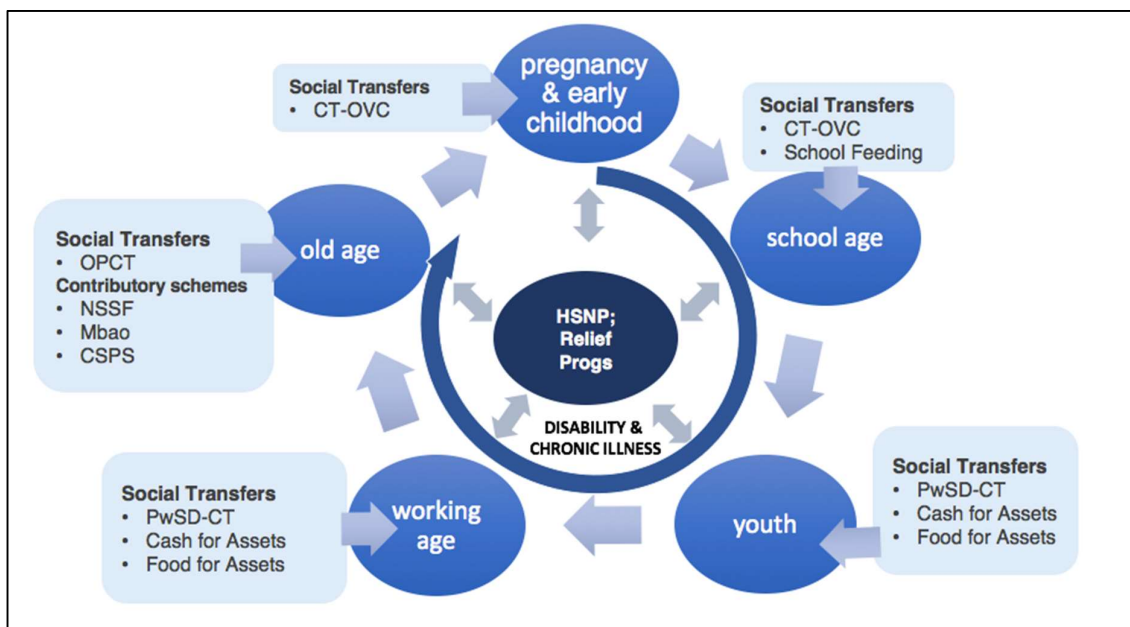 pregnancy
& early
childhood
Social Transfers
• CT-OVC
Social Transfers
• CT-OVC
• School Feeding
school age
Social Transfers
• OPCT
Contributory schemes
• NSSF
• Mbao
• CSPS
old age
HSNP;
Relief
Progs
DISABILITY &
CHRONIC ILLNESS
Social Transfers
• PwSD-CT
• Cash for Assets
• Food for Assets
working
age
youth
Social Transfers
• PwSD-CT
• Cash for Assets
• Food for Assets